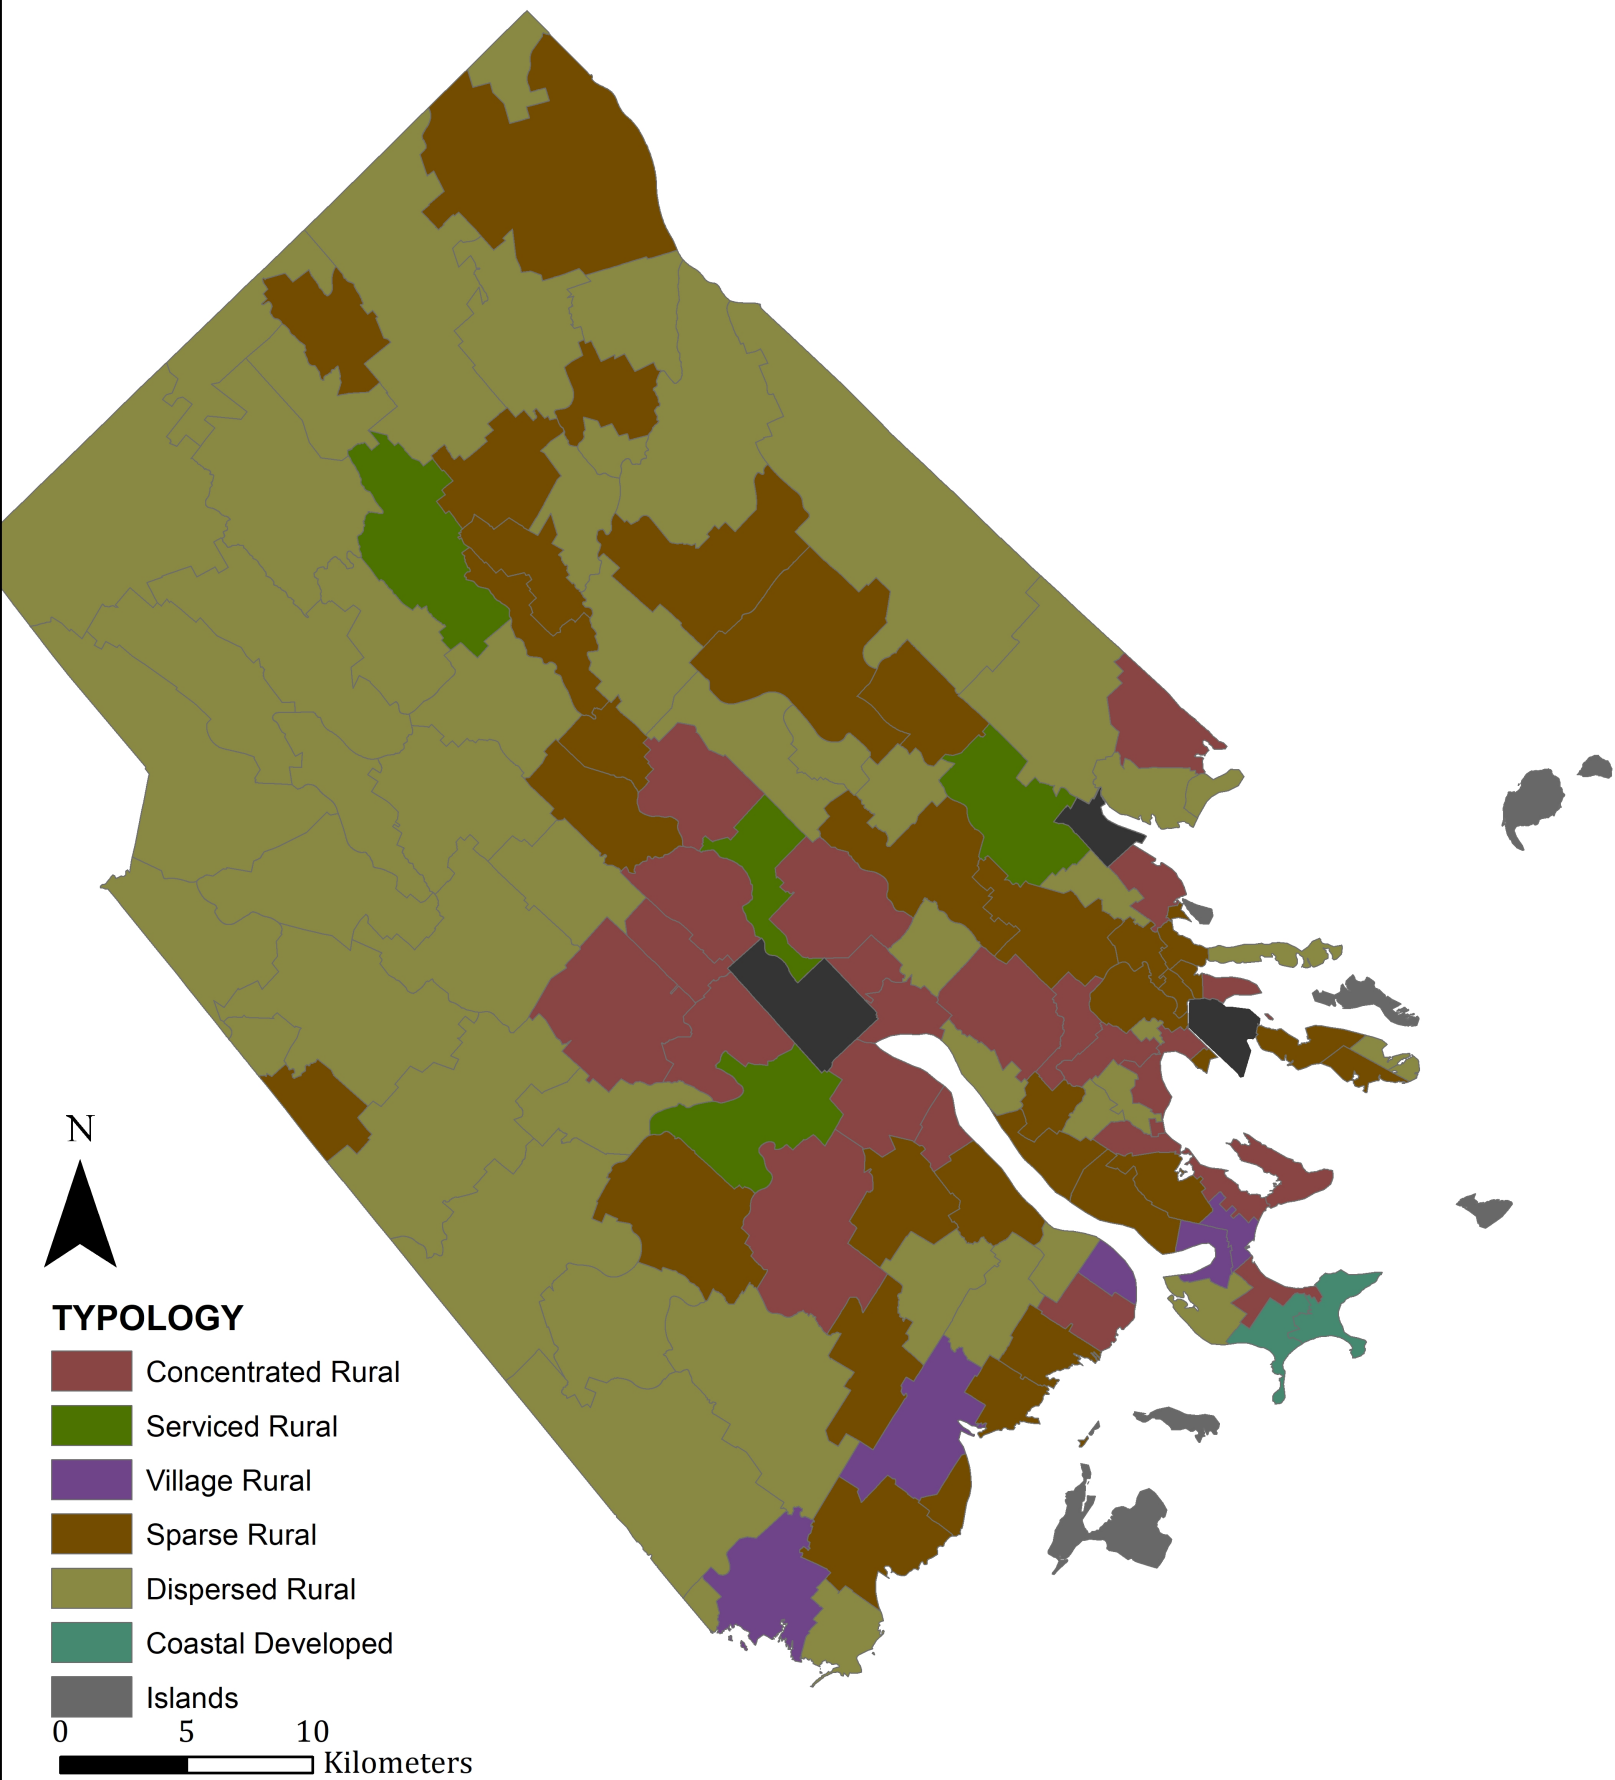 N
TYPOLOGY
Concentrated Rural
Serviced Rural
Village Rural
Sparse Rural
Dispersed Rural
Coastal Developed
Islands
0 5 10
Kilometers